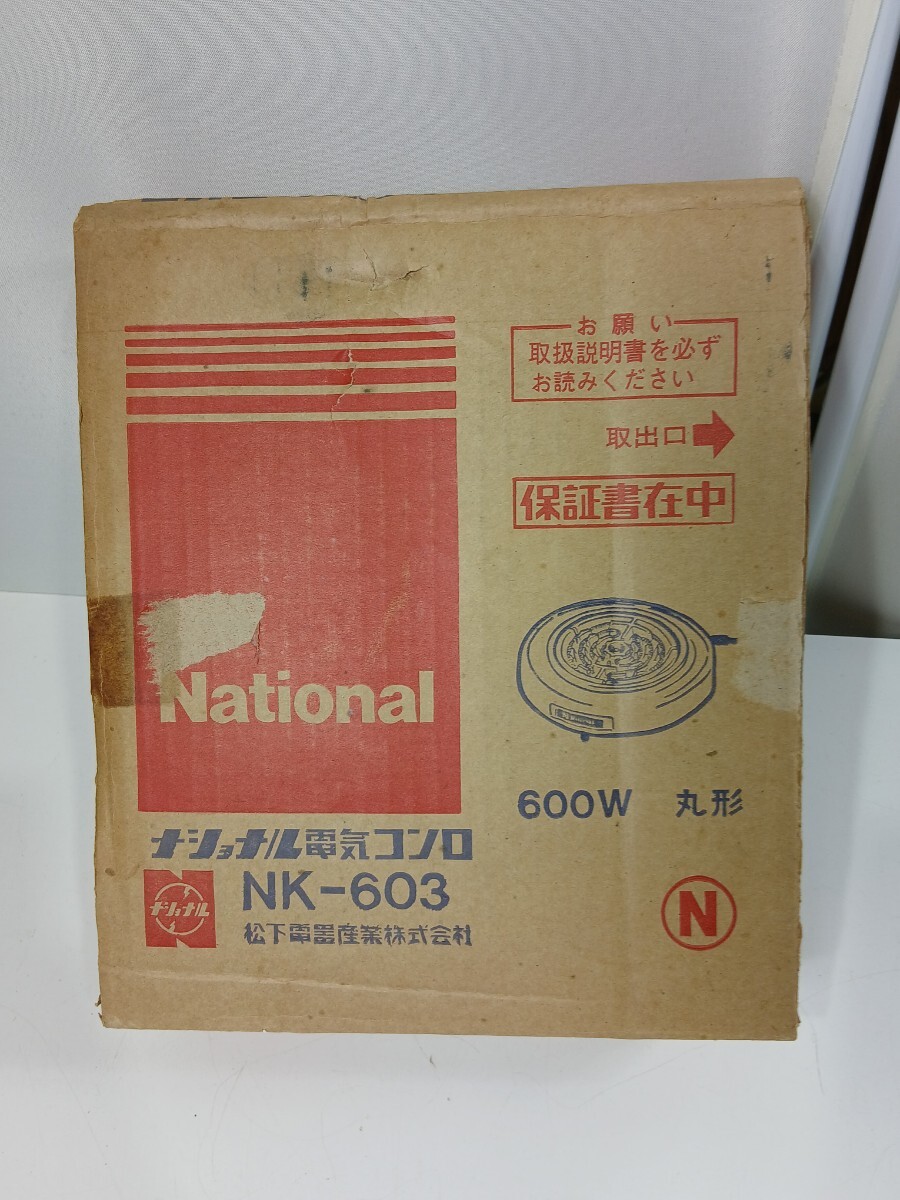 お願い
取扱説明書を必ず
お読みください
取出口
保証書在中
National
600W 丸形
ナショナル電気コンロ
ナショナル
NK-603
松下電器産業株式会社
N